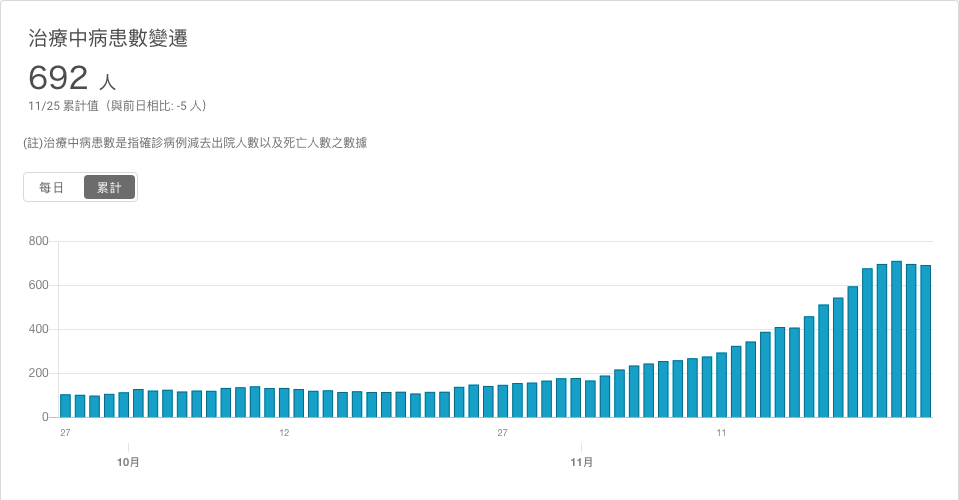 治療中病患數變遷
692 人
11/25 累計值（與前日相比: -5 人）
(註)治療中病患數是指確診病例減去出院人數以及死亡人數之數據
每日 累計
800
600
400
200
0
27 12 27 11
10月 11月